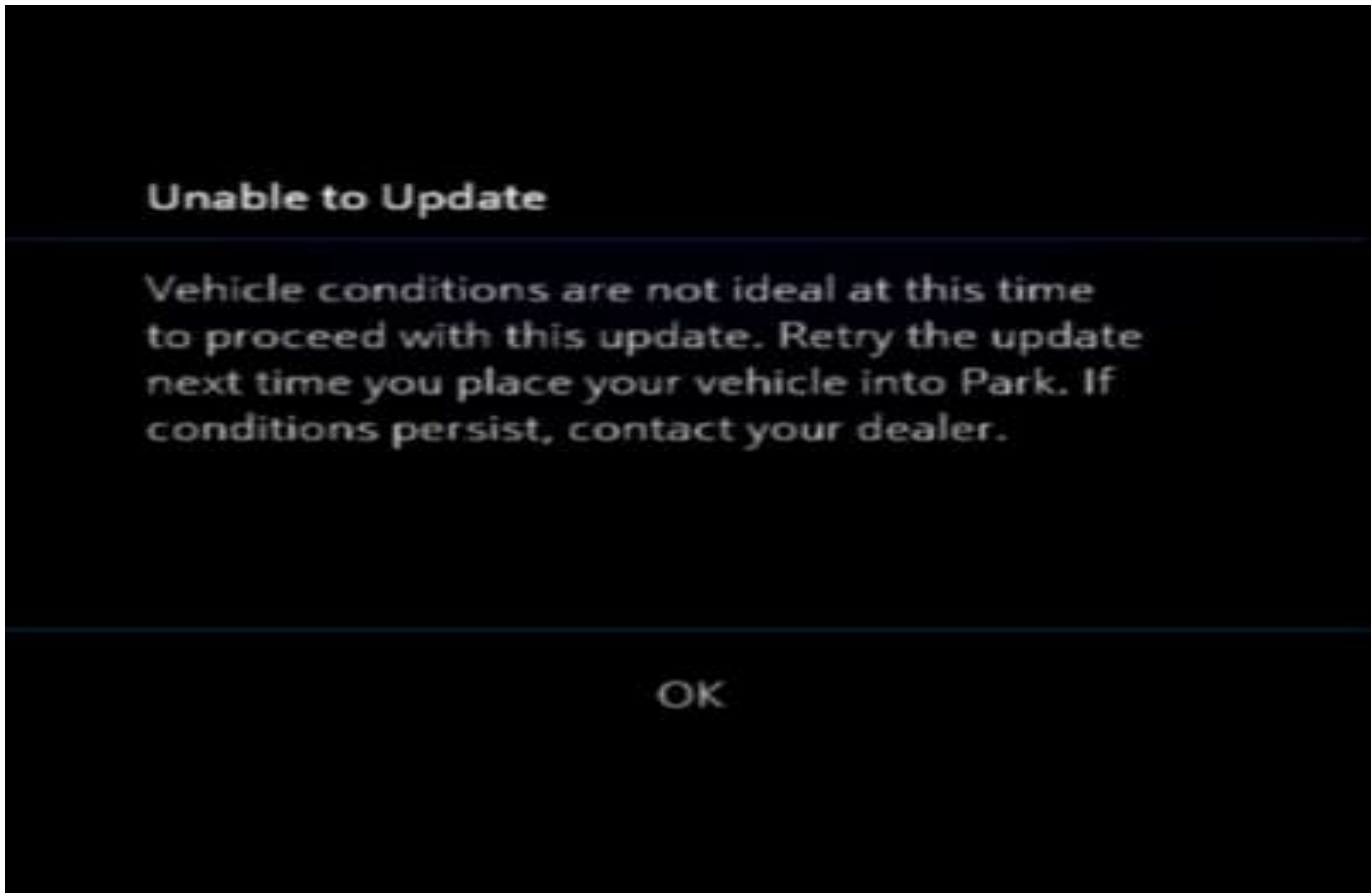 Unable to Update
Vehicle conditions are not ideal at this time
to proceed with this update. Retry the update
next time you place your vehicle into Park. If
conditions persist, contact your dealer.
OK